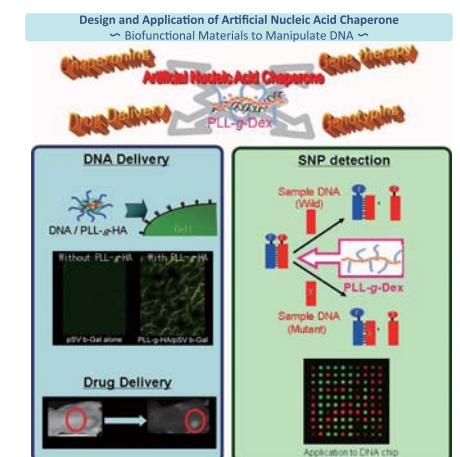 Design and Application of Artificial Nucleic Acid Chaperone
∽ Biofunctional Materials to Manipulate DNA ∽
Chaperoning
Gene therapy
Artificial Nucleic Acid Chaperone
Drug Delivery
PLL-g-Dex
Genotyping
DNA Delivery
DNA / PLL-g-HA
Cell
Without PLL-g-HA
With PLL-g-HA
pSV b-Gal alone
PLL-g-HA/pSV b-Gal
Drug Delivery
SNP detection
Sample DNA
(Wild)
PLL-g-Dex
Sample DNA
(Mutant)
Application to DNA chip